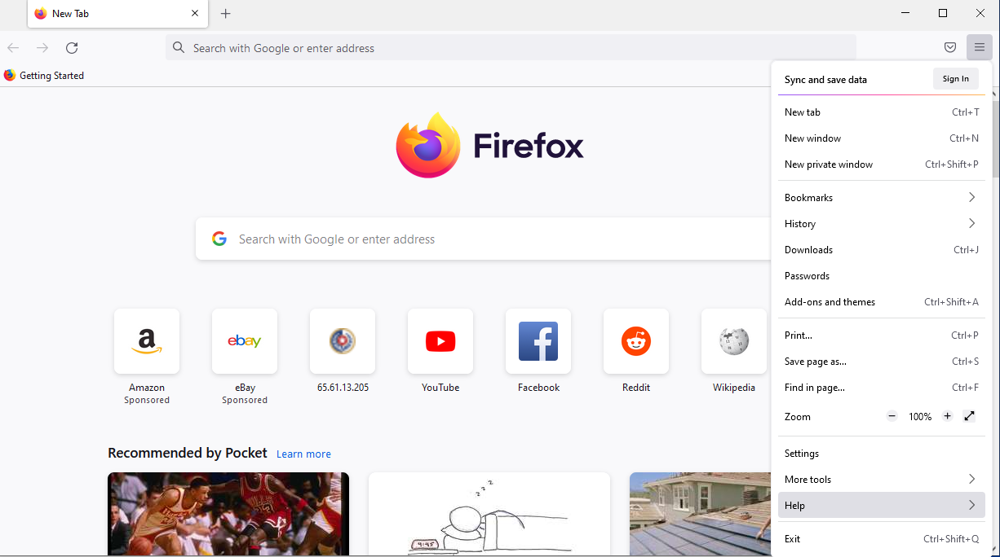 New Tab
Search with Google or enter address
Getting Started
Firefox
Search with Google or enter address
Amazon
Sponsored
ebay
eBay
Sponsored
65.61.13.205
YouTube
Facebook
Reddit
Wikipedia
Recommended by Pocket Learn more
z z z
9:45
Sync and save data Sign In
New tab Ctrl+T
New window Ctrl+N
New private window Ctrl+Shift+P
Bookmarks
History
Downloads Ctrl+J
Passwords
Add-ons and themes Ctrl+Shift+A
Print... Ctrl+P
Save page as... Ctrl+S
Find in page... Ctrl+F
Zoom 100%
Settings
More tools
Help
Exit Ctrl+Shift+Q